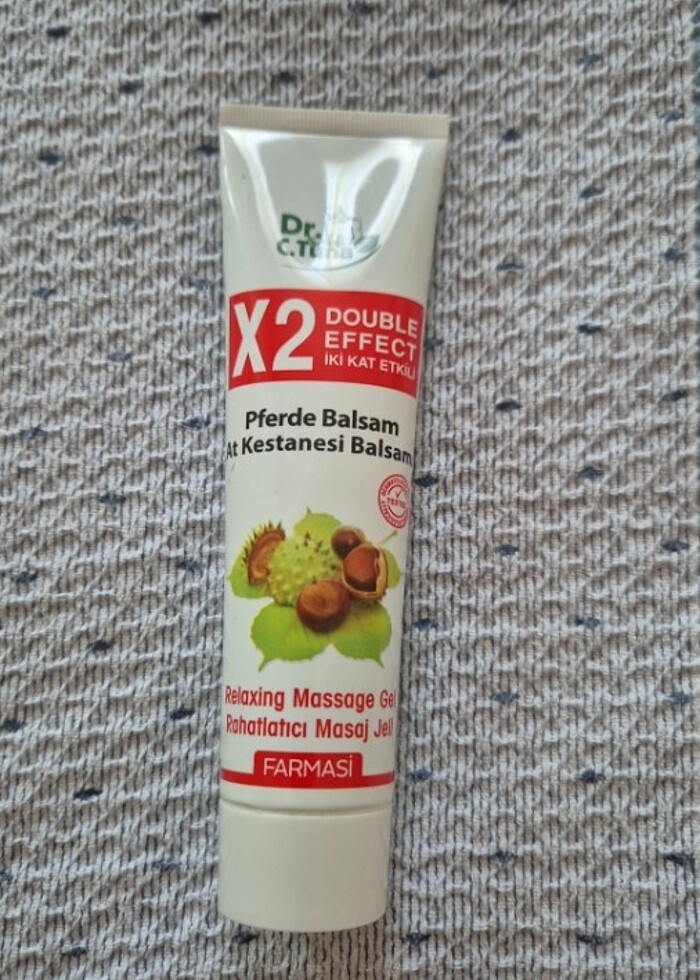 Dr.
C.Tuna
X2
DOUBLE
EFFECT
İKİ KAT ETKİLİ
Pferde Balsam
At Kestanesi Balsam
Relaxing Massage Gel
Rahatlatıcı Masaj Jeli
FARMASİ